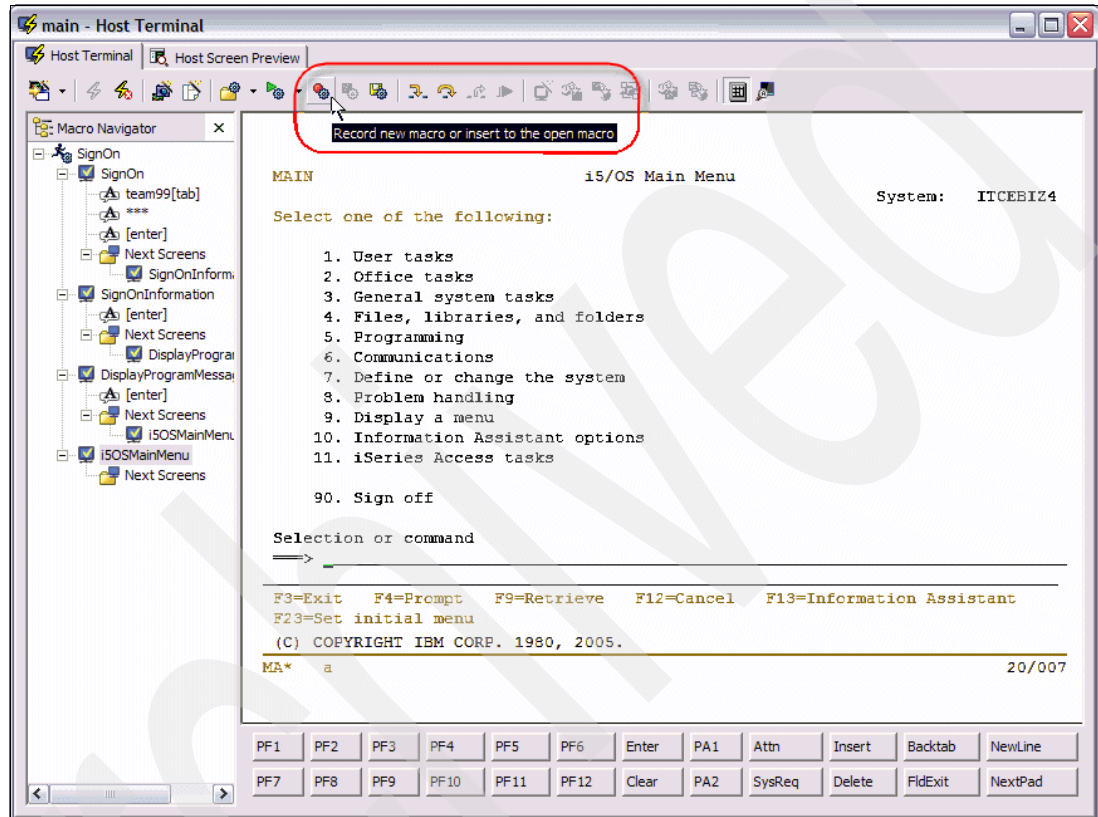 main - Host Terminal
Host Terminal Host Screen Preview
Record new macro or insert to the open macro
Macro Navigator
SignOn
SignOn
team99[tab]
***
[enter]
Next Screens
SignOnInform
SignOnInformation
[enter]
Next Screens
DisplayProgra
DisplayProgramMessa
[enter]
Next Screens
i5OSMainMenu
i5OSMainMenu
Next Screens
MAIN i5/OS Main Menu
System: ITCEBIZ4
Select one of the following:
1. User tasks
2. Office tasks
3. General system tasks
4. Files, libraries, and folders
5. Programming
6. Communications
7. Define or change the system
8. Problem handling
9. Display a menu
10. Information Assistant options
11. iSeries Access tasks
90. Sign off
Selection or command
===>
F3=Exit F4=Prompt F9=Retrieve F12=Cancel F13=Information Assistant
F23=Set initial menu
(C) COPYRIGHT IBM CORP. 1980, 2005.
MA* a 20/007
PF1 PF2 PF3 PF4 PF5 PF6 Enter PA1 Attn Insert Backtab NewLine
PF7 PF8 PF9 PF10 PF11 PF12 Clear PA2 SysReq Delete FldExit NextPad